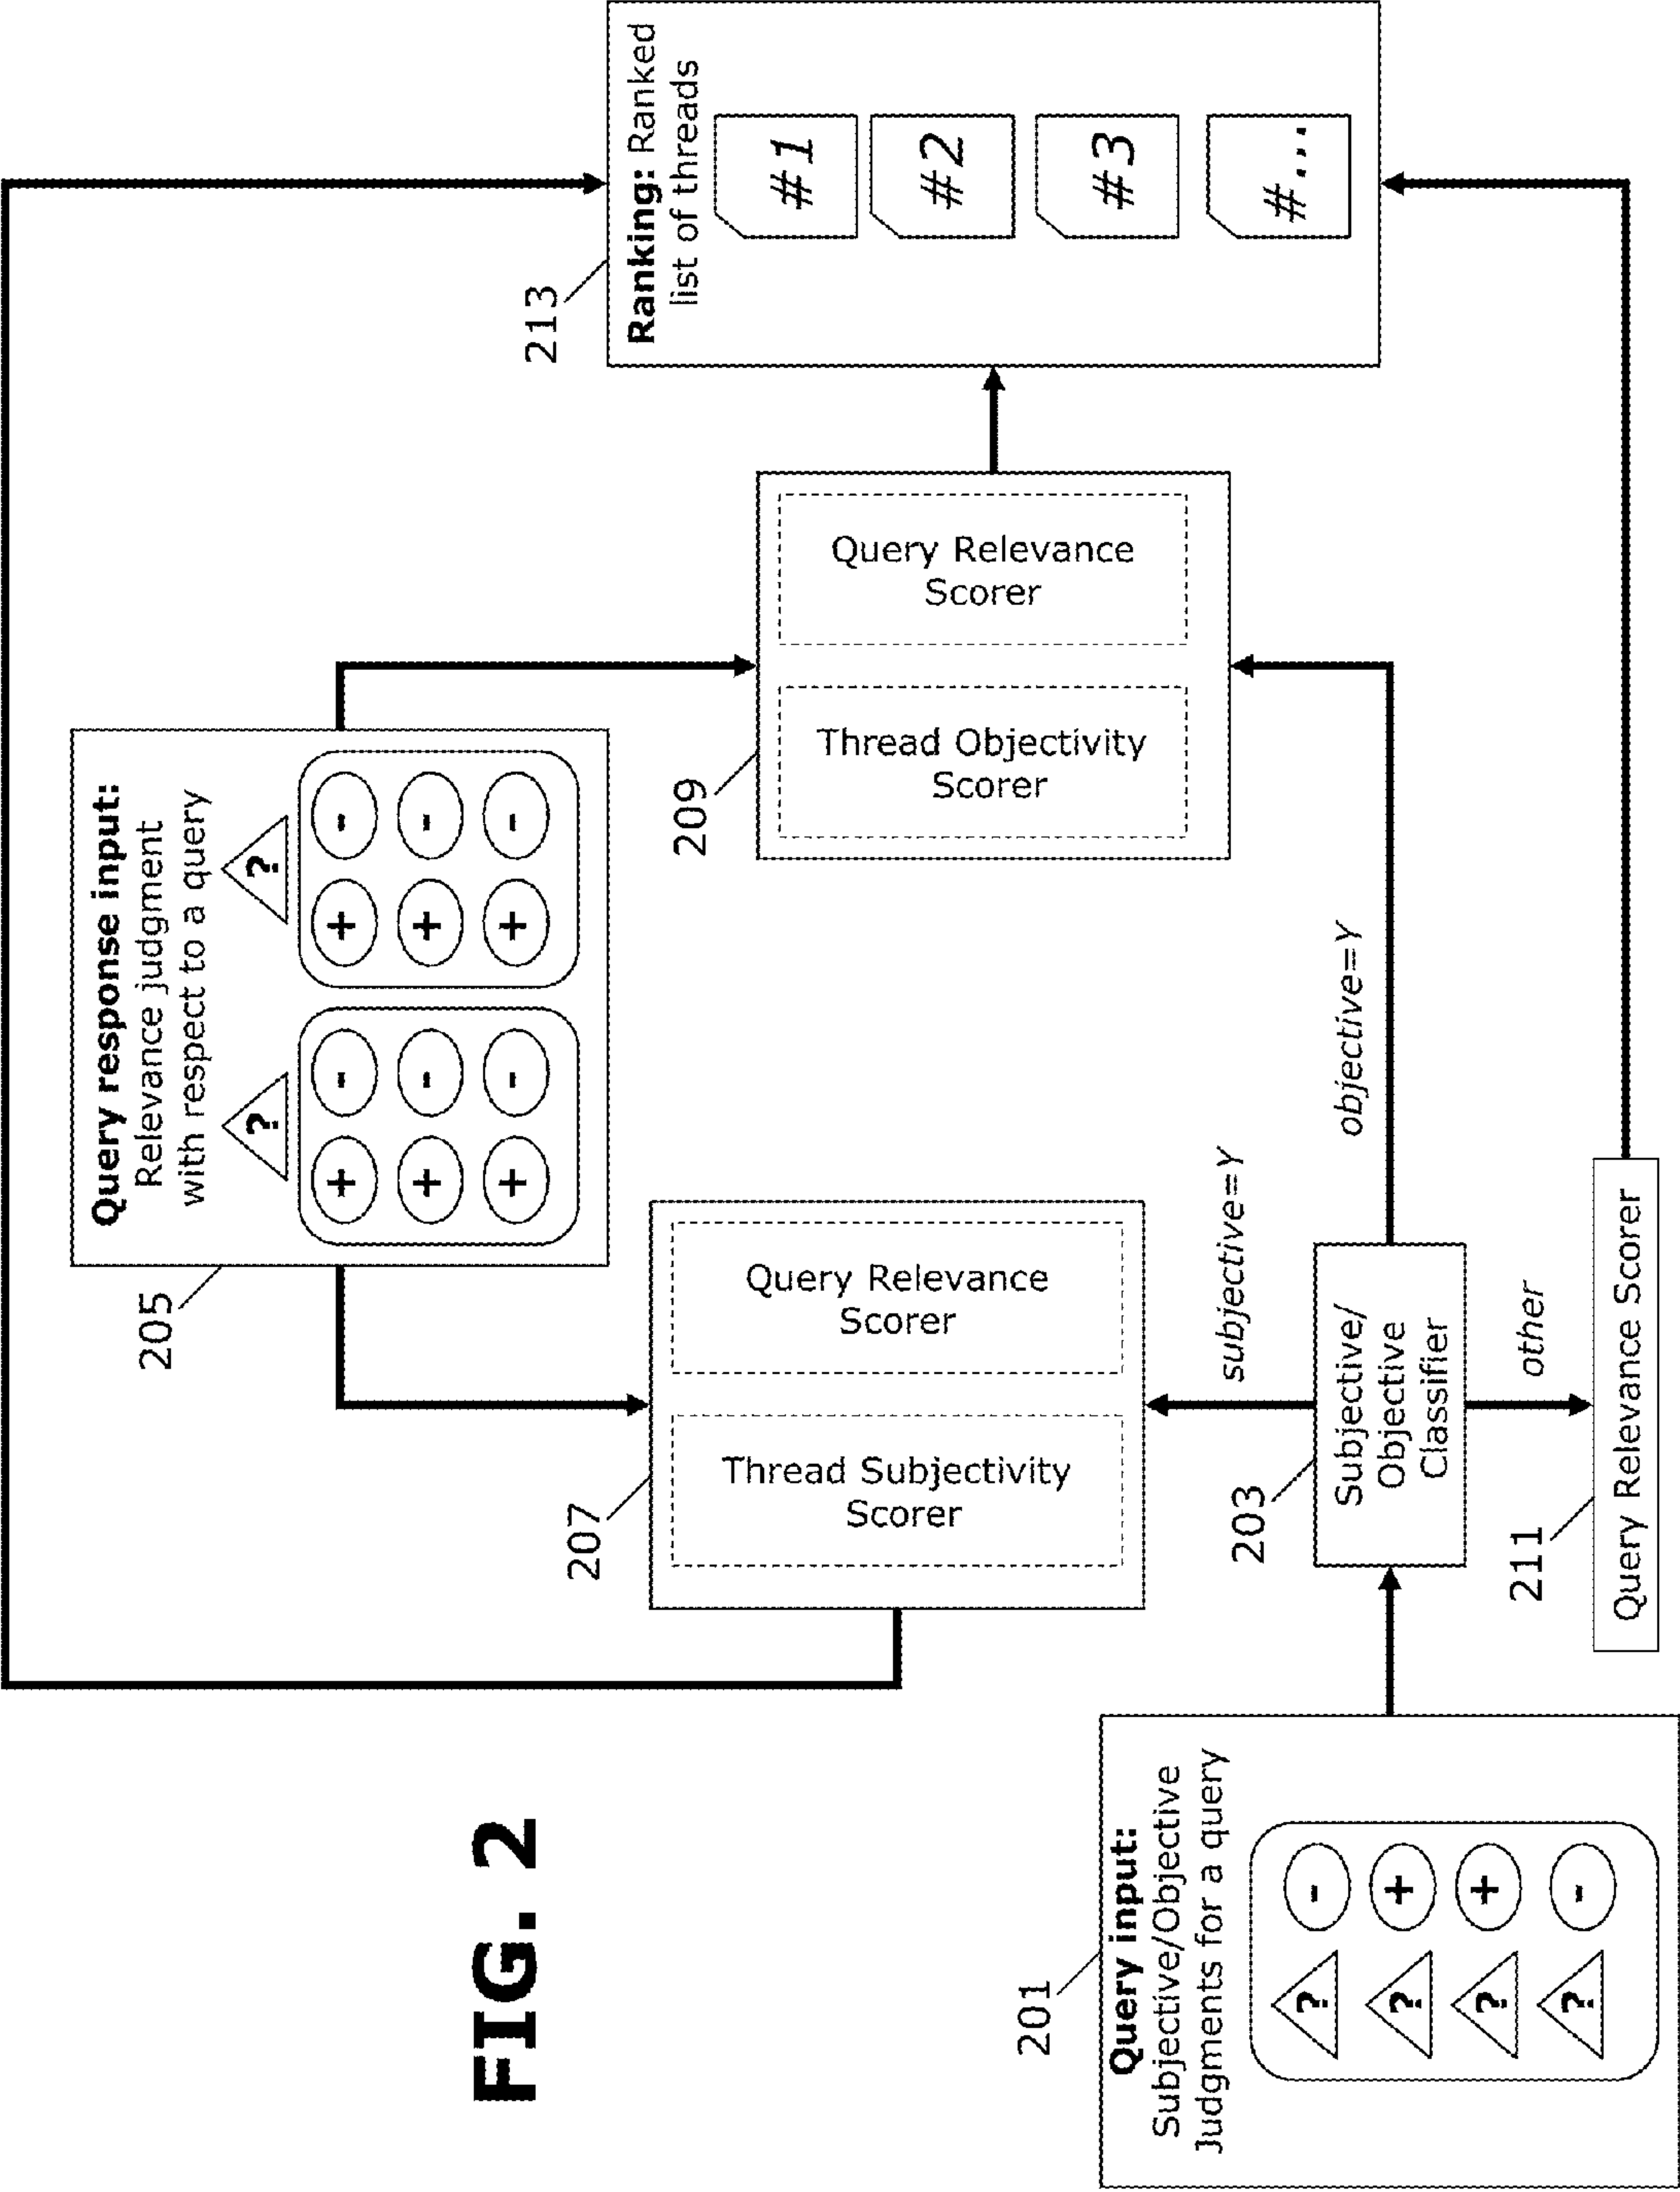 FIG. 2
205
Query response input:
Relevance judgment
with respect to a query
?
?
+ - + -
+ - + -
+ - + -
207
Thread Subjectivity
Scorer
Query Relevance
Scorer
209
Thread Objectivity
Scorer
Query Relevance
Scorer
213
Ranking: Ranked
list of threads
#1
#2
#3
#...
201
Query input:
Subjective/Objective
Judgments for a query
? -
? +
? +
? -
203
Subjective/
Objective
Classifier
subjective=Y
objective=Y
other
211
Query Relevance Scorer